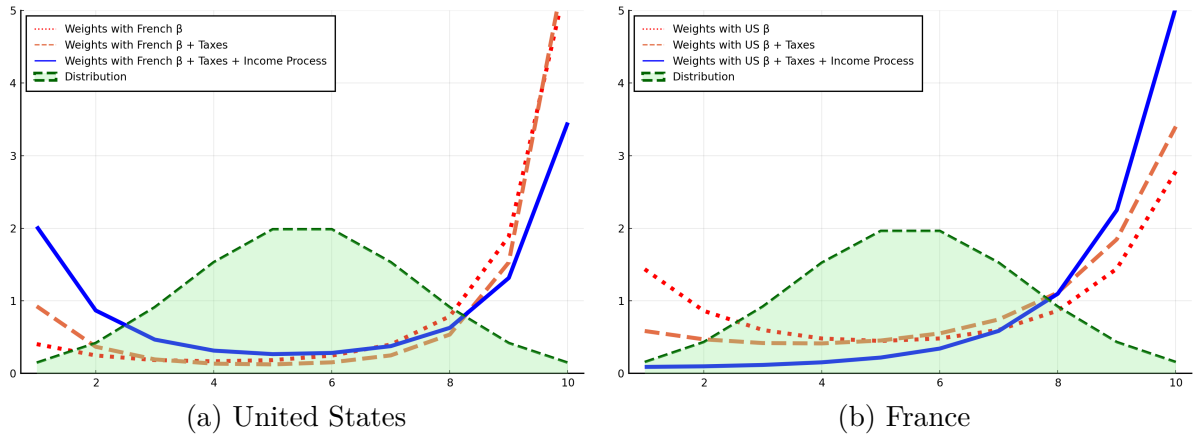 5
4
3
2
1
0
Weights with French β
Weights with French β + Taxes
Weights with French β + Taxes + Income Process
Distribution
2
4
6
8
10
(a) United States
5
4
3
2
1
0
Weights with US β
Weights with US β + Taxes
Weights with US β + Taxes + Income Process
Distribution
2
4
6
8
10
(b) France